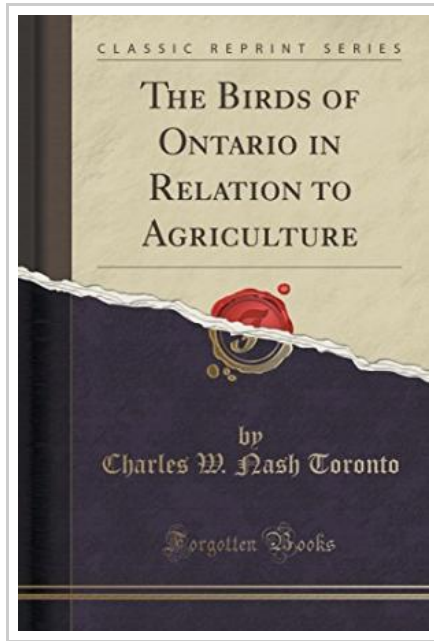 CLASSIC REPRINT SERIES
THE BIRDS OF
ONTARIO IN
RELATION TO
AGRICULTURE
by
Charles W. Nash Toronto
Forgotten Books